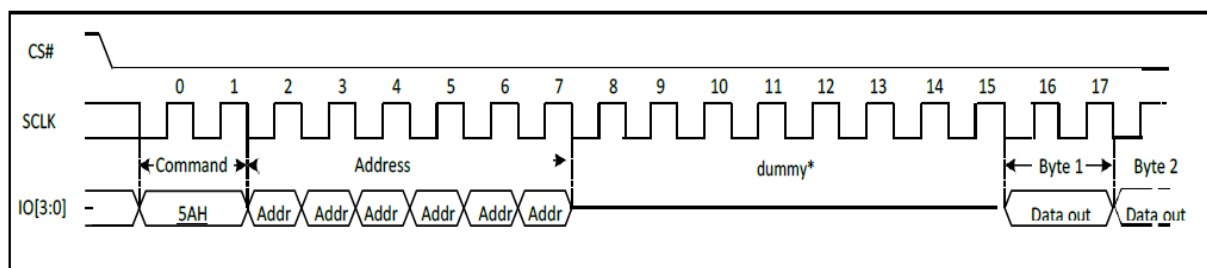 CS#
0 1 2 3 4 5 6 7 8 9 10 11 12 13 14 15 16 17
SCLK
Command Address dummy* Byte 1 Byte 2
IO[3:0] 5AH Addr Addr Addr Addr Addr Addr Data out Data out